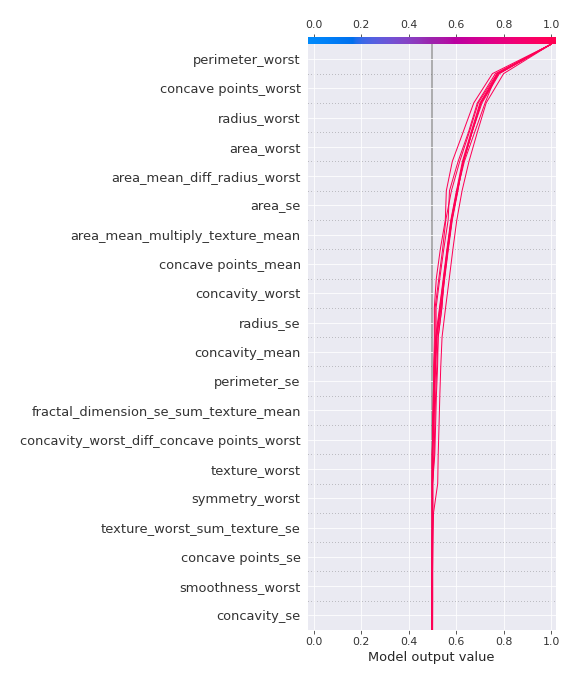 0.0 0.2 0.4 0.6 0.8 1.0
perimeter_worst
concave points_worst
radius_worst
area_worst
area_mean_diff_radius_worst
area_se
area_mean_multiply_texture_mean
concave points_mean
concavity_worst
radius_se
concavity_mean
perimeter_se
fractal_dimension_se_sum_texture_mean
concavity_worst_diff_concave points_worst
texture_worst
symmetry_worst
texture_worst_sum_texture_se
concave points_se
smoothness_worst
concavity_se
0.0 0.2 0.4 0.6 0.8 1.0
Model output value